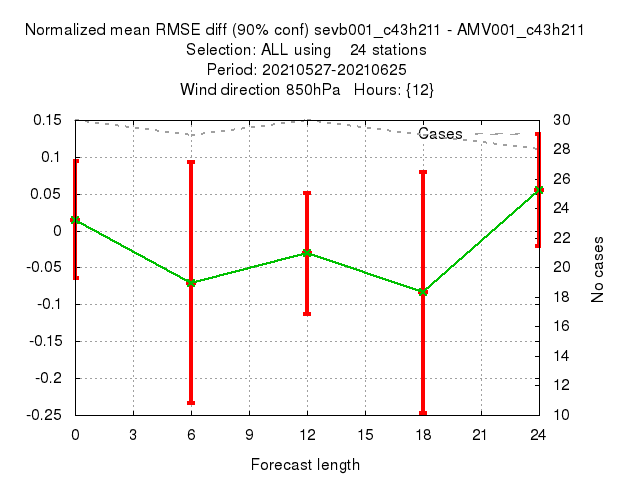 Normalized mean RMSE diff (90% conf) sevb001_c43h211 - AMV001_c43h211
Selection: ALL using    24 stations
Period: 20210527-20210625
Wind direction 850hPa   Hours: {12}
0.15
0.1
0.05
0
-0.05
-0.1
-0.15
-0.2
-0.25
Cases
30
28
26
24
22
20
18
16
14
12
10
No cases
0 3 6 9 12 15 18 21 24
Forecast length